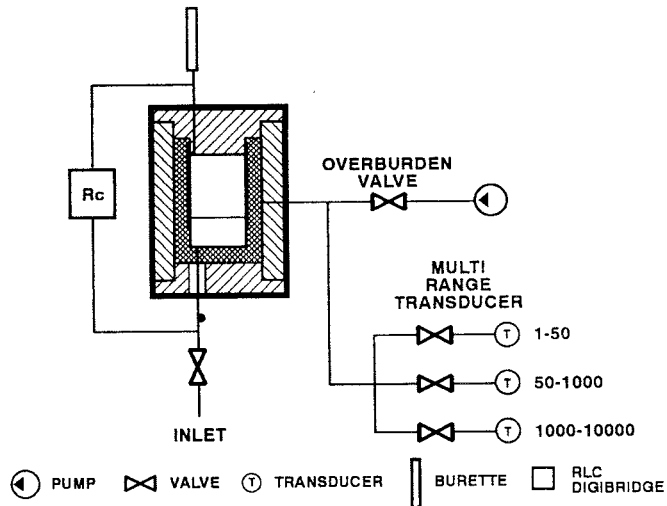 OVERBURDEN
VALVE
Rc
MULTI
RANGE
TRANSDUCER
T 1-50
T 50-1000
T 1000-10000
INLET
PUMP
VALVE
T TRANSDUCER
BURETTE
RLC
DIGIBRIDGE